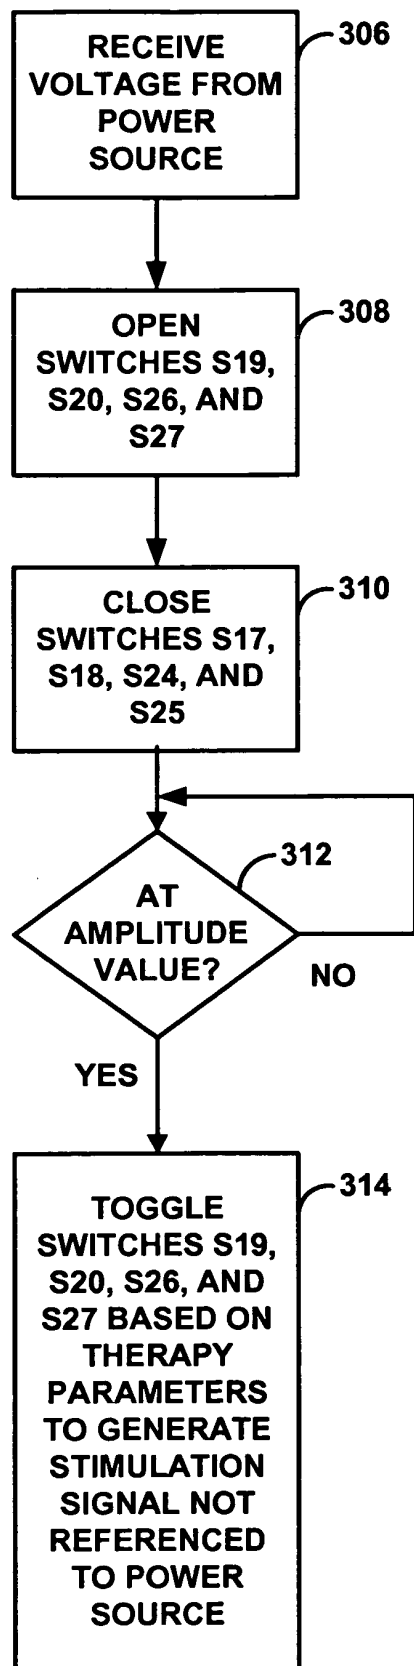 RECEIVE
VOLTAGE FROM
POWER
SOURCE
306
OPEN
SWITCHES S19,
S20, S26, AND
S27
308
CLOSE
SWITCHES S17,
S18, S24, AND
S25
310
AT
AMPLITUDE
VALUE?
312
NO
YES
TOGGLE
SWITCHES S19,
S20, S26, AND
S27 BASED ON
THERAPY
PARAMETERS
TO GENERATE
STIMULATION
SIGNAL NOT
REFERENCED
TO POWER
SOURCE
314